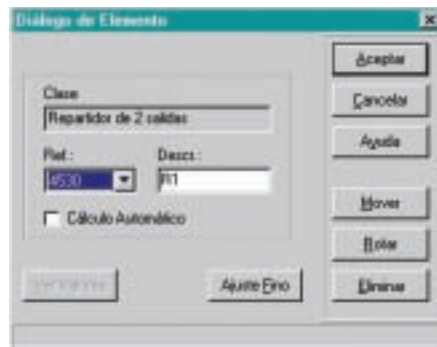 Diálogo de Elemento
Clase
Repartidor de 2 salidas
Ref.:
Descr.:
4530
R1
Cálculo Automático
Ajuste Fino
Aceptar
Cancelar
Ayuda
Mover
Rotar
Eliminar